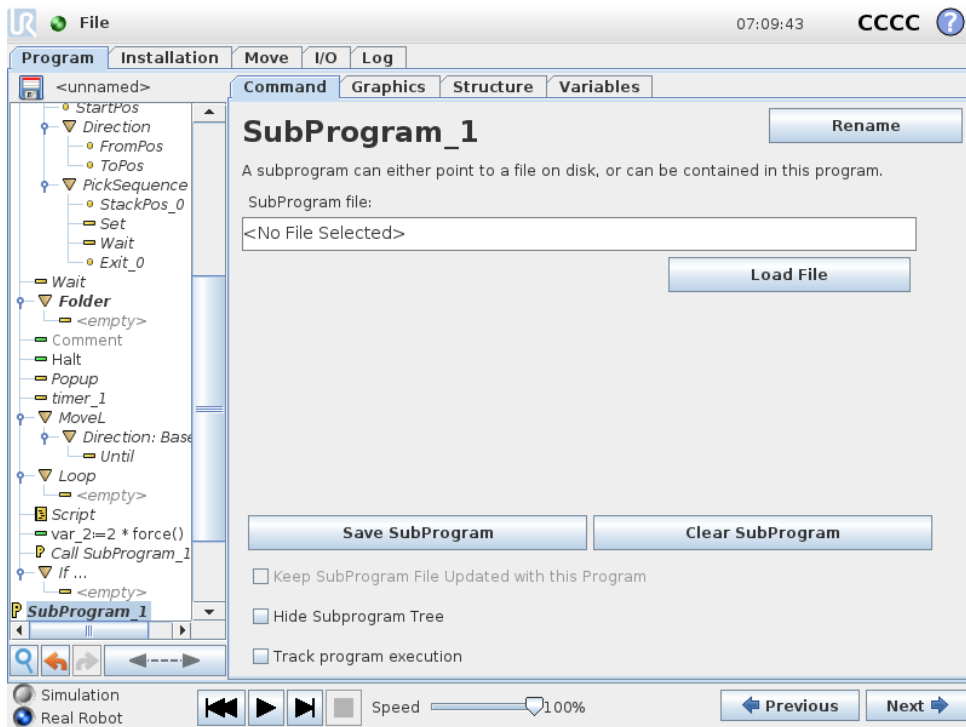 UR File 07:09:43 CCCC ?
Program Installation Move I/O Log
<unnamed> Command Graphics Structure Variables
StartPos
Direction
FromPos
ToPos
PickSequence
StackPos_0
Set
Wait
Exit_0
Wait
Folder
<empty>
Comment
Halt
Popup
timer_1
MoveL
Direction: Base
Until
Loop
<empty>
Script
var_2:=2 * force()
Call SubProgram_1
If ...
<empty>
SubProgram_1
SubProgram_1
Rename
A subprogram can either point to a file on disk, or can be contained in this program.
SubProgram file:
<No File Selected>
Load File
Save SubProgram Clear SubProgram
Keep SubProgram File Updated with this Program
Hide Subprogram Tree
Track program execution
Simulation
Real Robot
Speed 100%
Previous Next